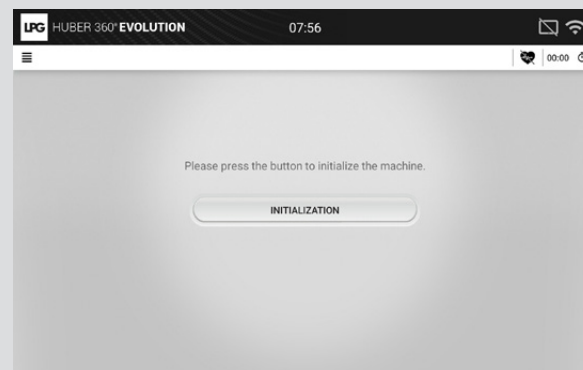 LPG HUBER 360° EVOLUTION 07:56
00:00
Please press the button to initialize the machine.
INITIALIZATION